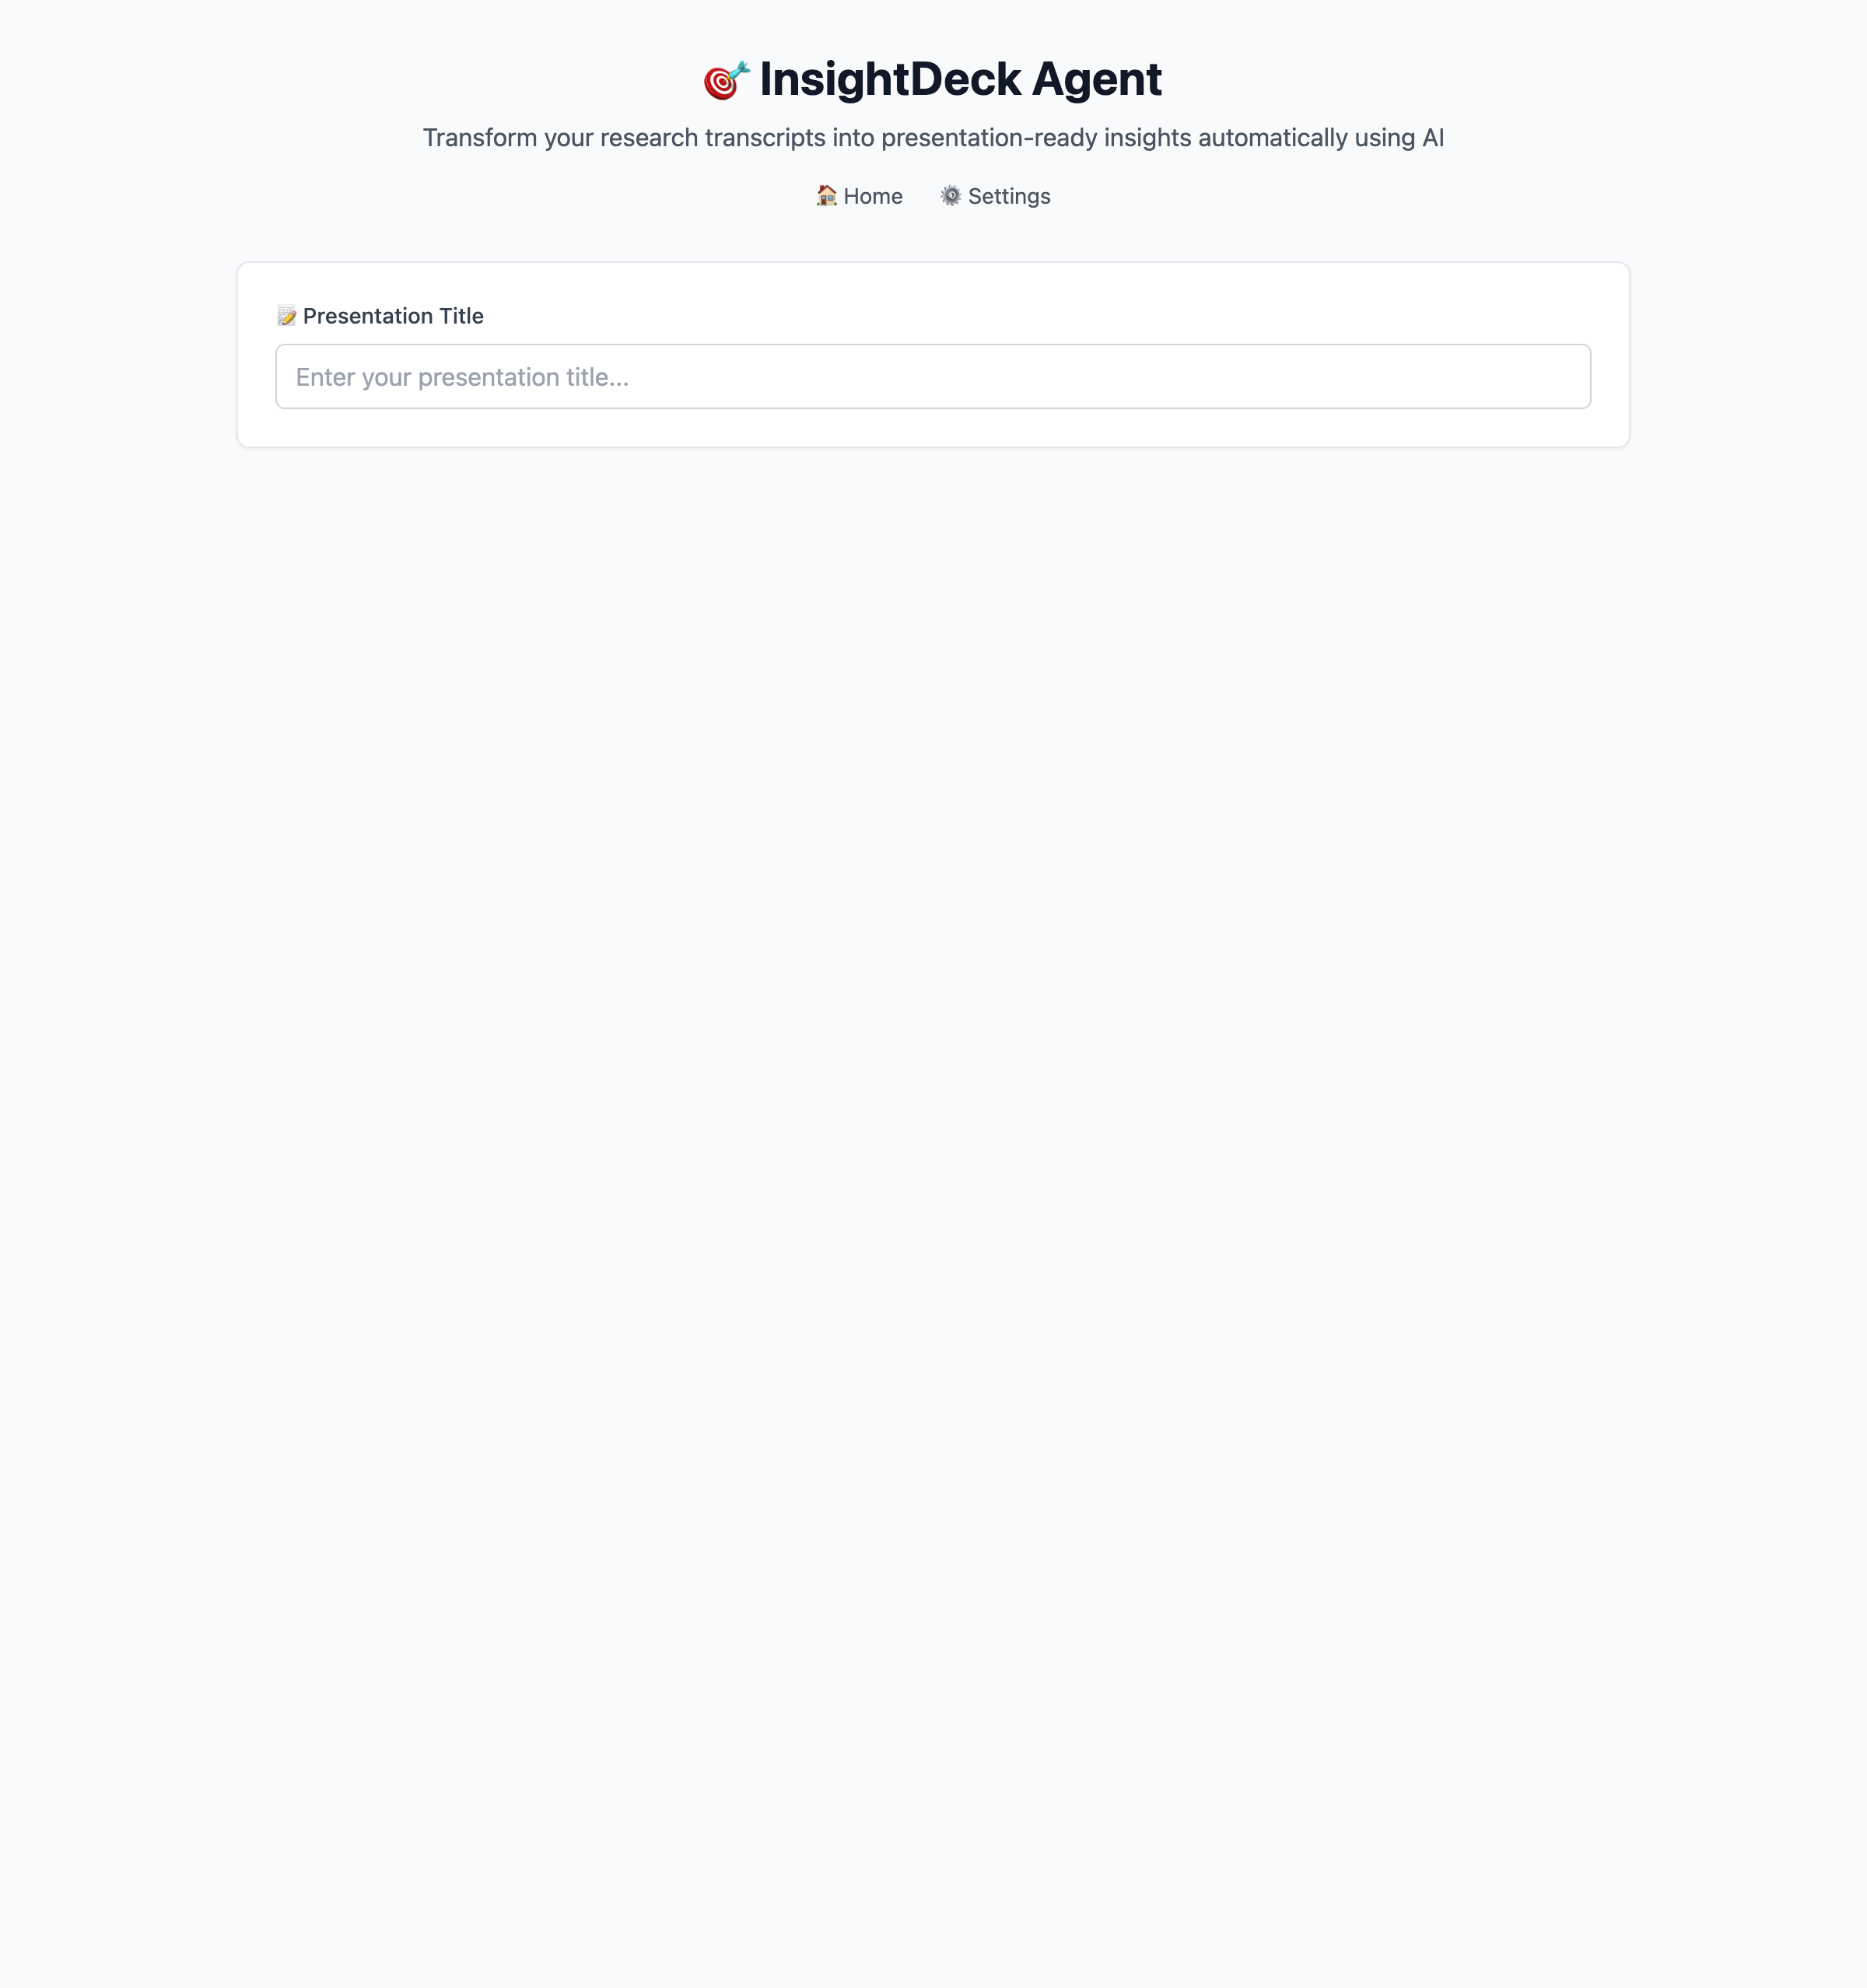 InsightDeck Agent
Transform your research transcripts into presentation-ready insights automatically using AI
Home Settings
Presentation Title
Enter your presentation title...